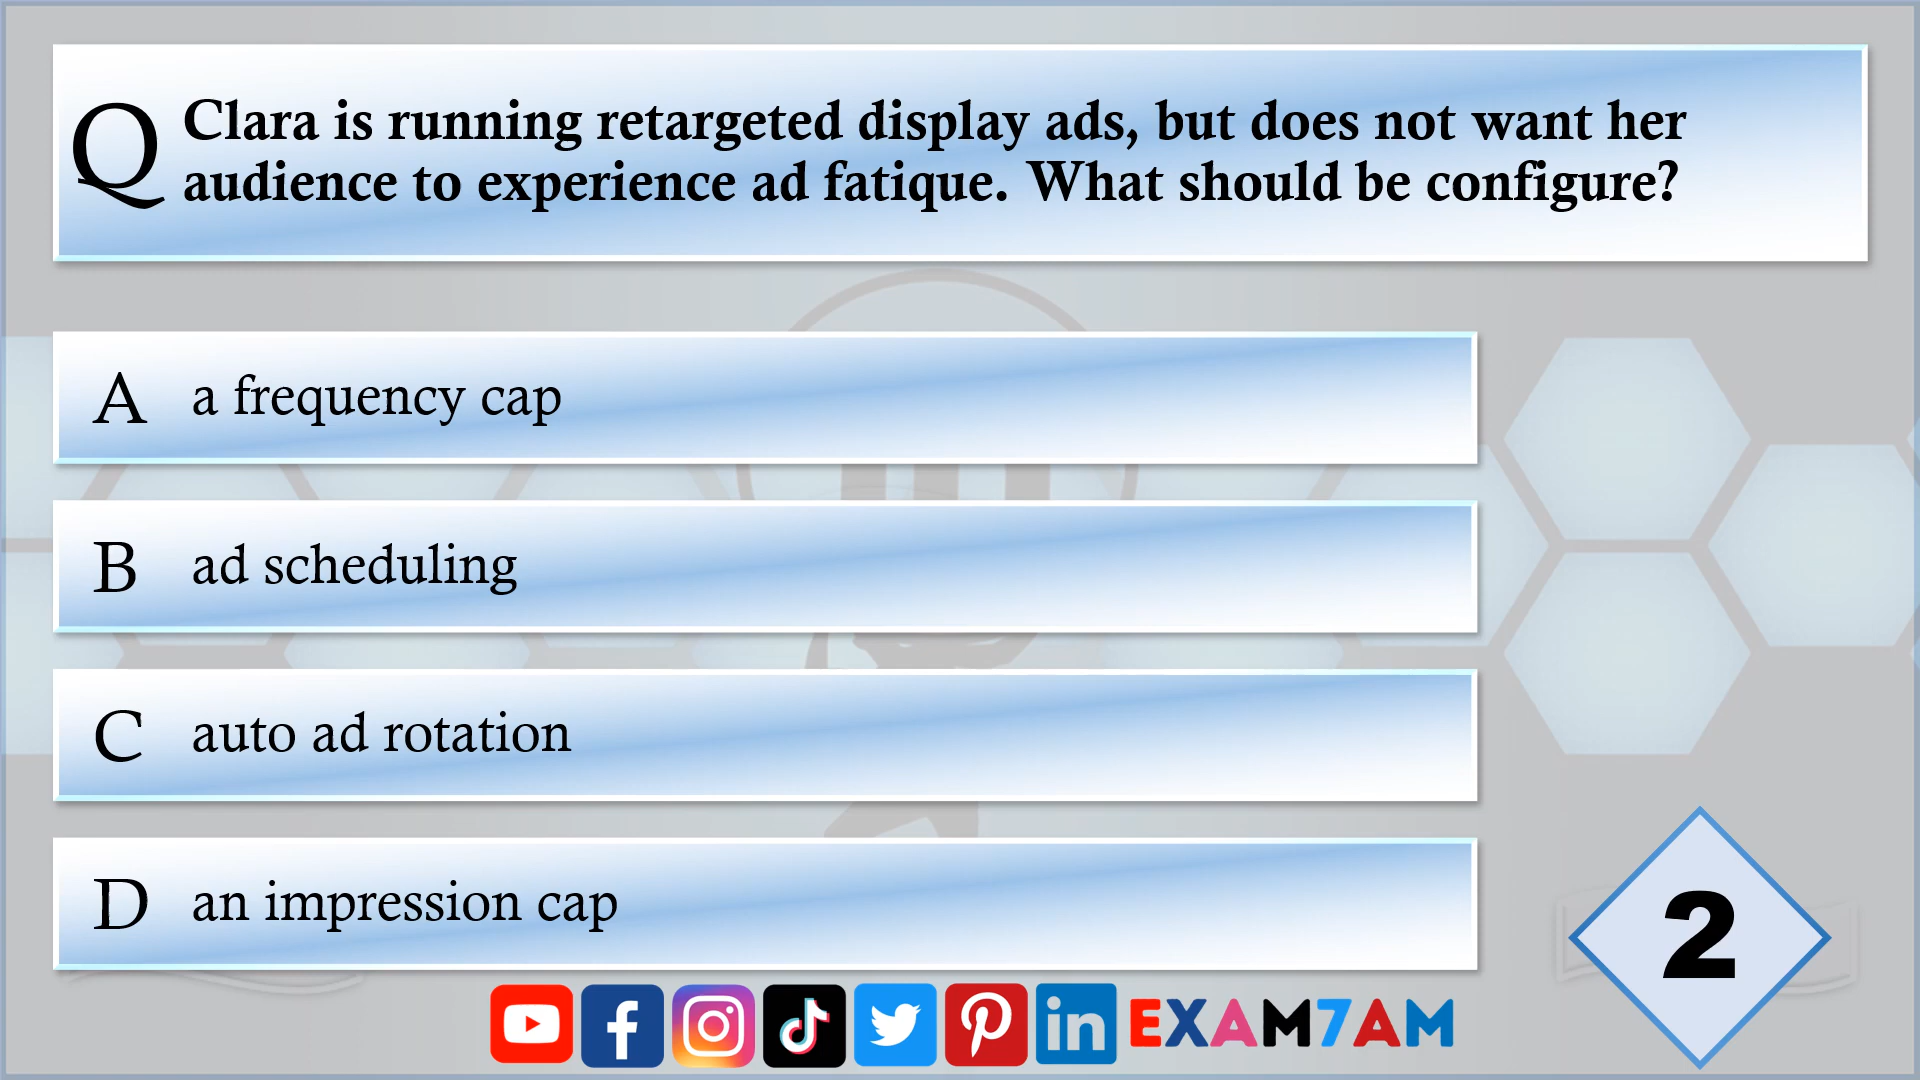 Q Clara is running retargeted display ads, but does not want her
audience to experience ad fatique. What should be configure?
A a frequency cap
B ad scheduling
C auto ad rotation
D an impression cap
2
EXAM7AM